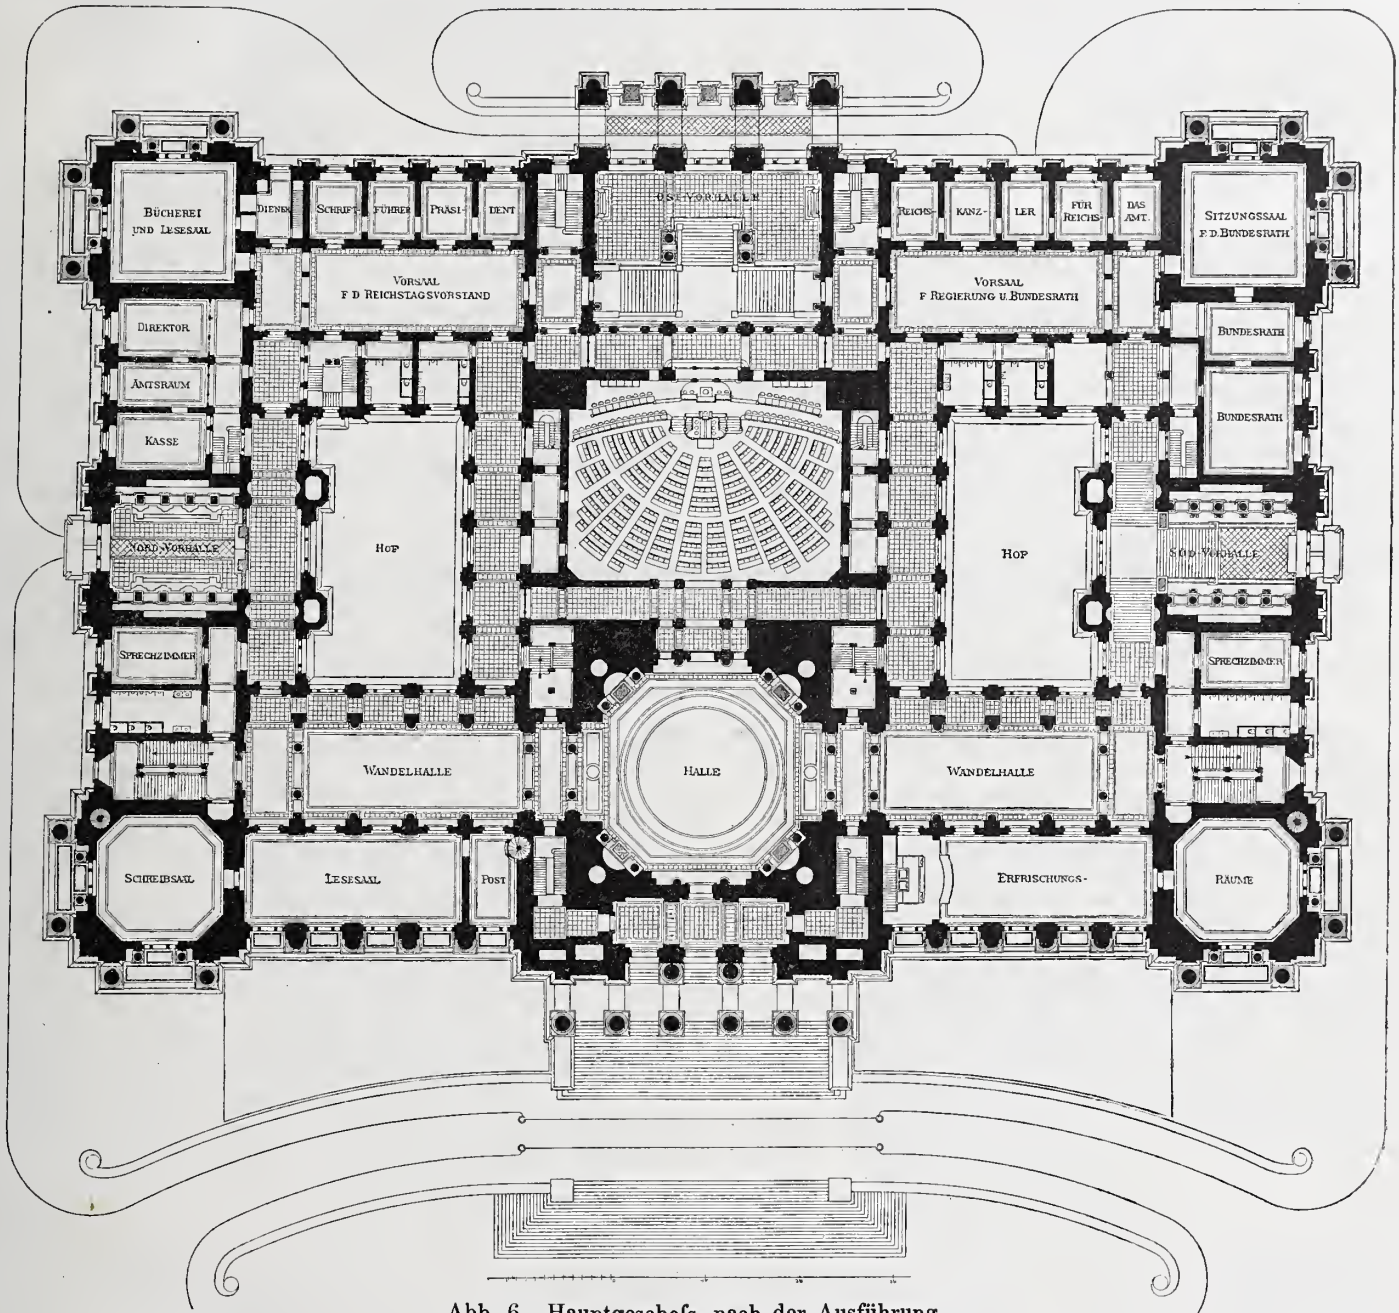 OST-VORHALLE
BÜCHEREI
UND LESESAAL
DIENER
SCHRIFT-
FÜHRER
PRÄSI-
DENT
REICHS-
KANZ-
LER
FÜR
REICHS-
DAS
AMT.
SITZUNGSSAAL
F. D. BUNDESRATH
VORSAAL
F D REICHSTAGSVORSTAND
VORSAAL
F REGIERUNG U. BUNDESRATH
DIREKTOR
BUNDESRATH
AMTSRAUM
BUNDESRATH
KASSE
NORD-VORHALLE
HOF
HOF
SÜD-VORHALLE
SPRECHZIMMER
SPRECHZIMMER
WANDELHALLE
HALLE
WANDELHALLE
SCHREIBSAAL
LESESAAL
POST
ERFRISCHUNGS-
RÄUME
Abb. 6. Hauptgeschoſs, nach der Ausführung